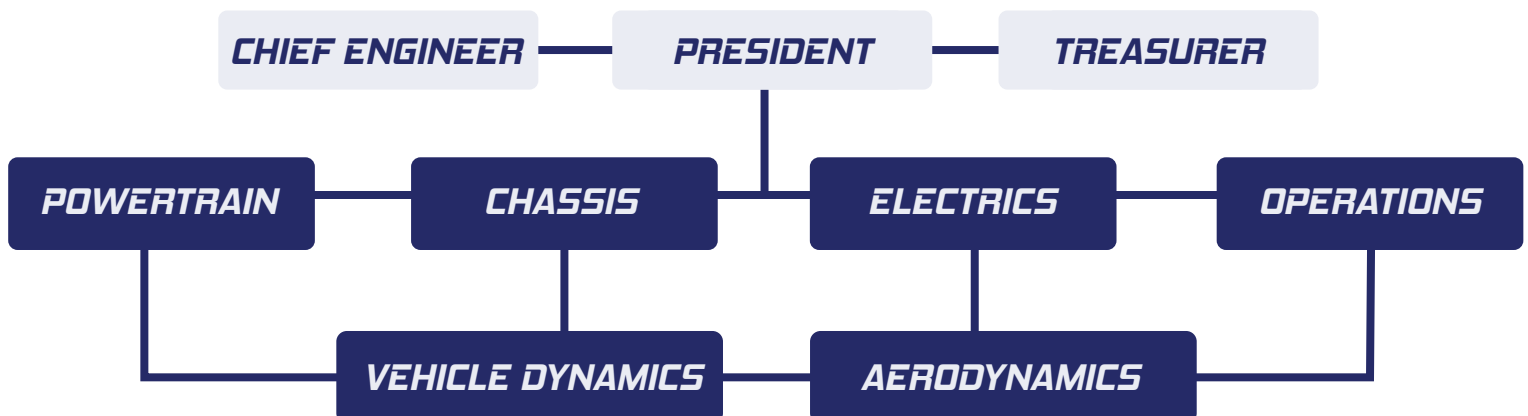 CHIEF ENGINEER
PRESIDENT
TREASURER
POWERTRAIN
CHASSIS
ELECTRICS
OPERATIONS
VEHICLE DYNAMICS
AERODYNAMICS